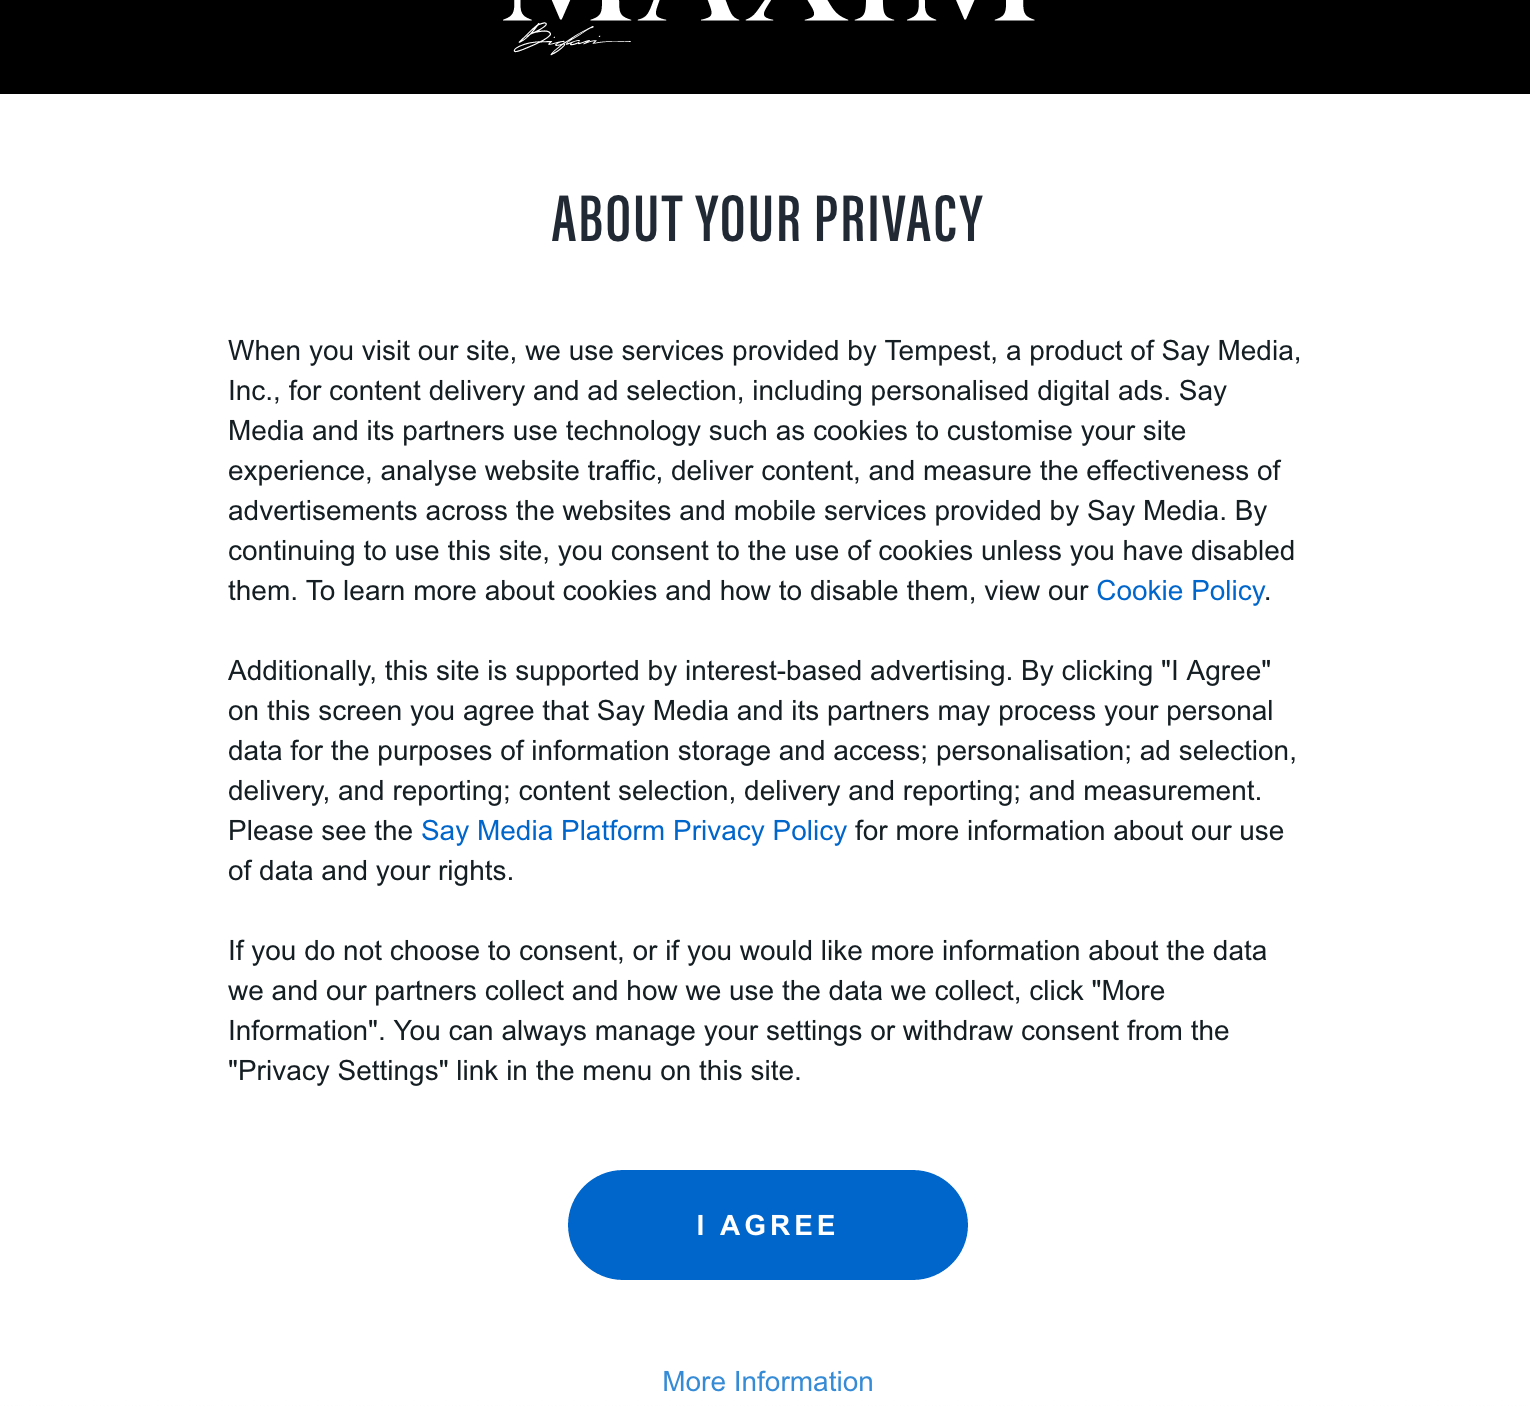 MAXIM
Biglari
ABOUT YOUR PRIVACY
When you visit our site, we use services provided by Tempest, a product of Say Media,
Inc., for content delivery and ad selection, including personalised digital ads. Say
Media and its partners use technology such as cookies to customise your site
experience, analyse website traffic, deliver content, and measure the effectiveness of
advertisements across the websites and mobile services provided by Say Media. By
continuing to use this site, you consent to the use of cookies unless you have disabled
them. To learn more about cookies and how to disable them, view our Cookie Policy.
Additionally, this site is supported by interest-based advertising. By clicking "I Agree"
on this screen you agree that Say Media and its partners may process your personal
data for the purposes of information storage and access; personalisation; ad selection,
delivery, and reporting; content selection, delivery and reporting; and measurement.
Please see the Say Media Platform Privacy Policy for more information about our use
of data and your rights.
If you do not choose to consent, or if you would like more information about the data
we and our partners collect and how we use the data we collect, click "More
Information". You can always manage your settings or withdraw consent from the
"Privacy Settings" link in the menu on this site.
I AGREE
More Information